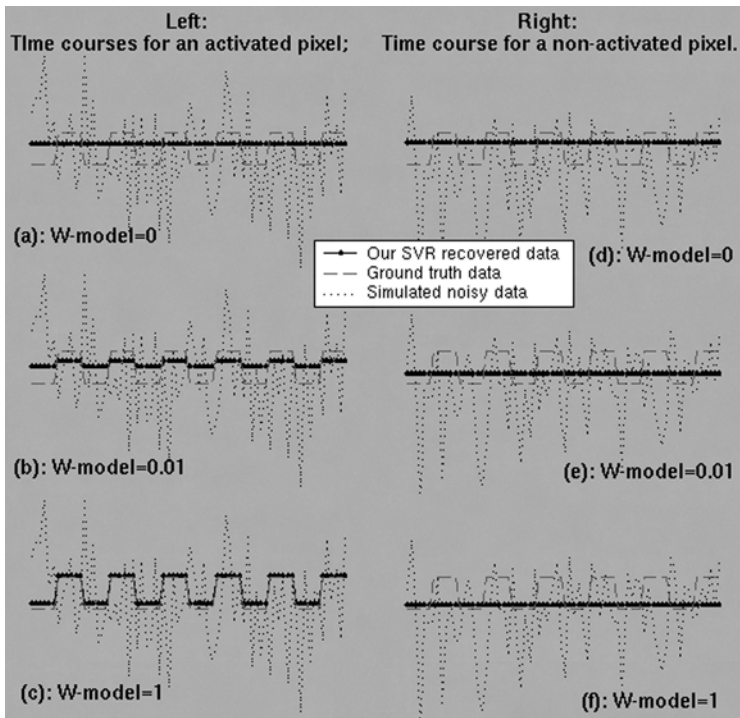 Left:
TIme courses for an activated pixel;
Right:
Time course for a non-activated pixel.
(a): W-model=0
(d): W-model=0
Our SVR recovered data
Ground truth data
Simulated noisy data
(b): W-model=0.01
(e): W-model=0.01
(c): W-model=1
(f): W-model=1